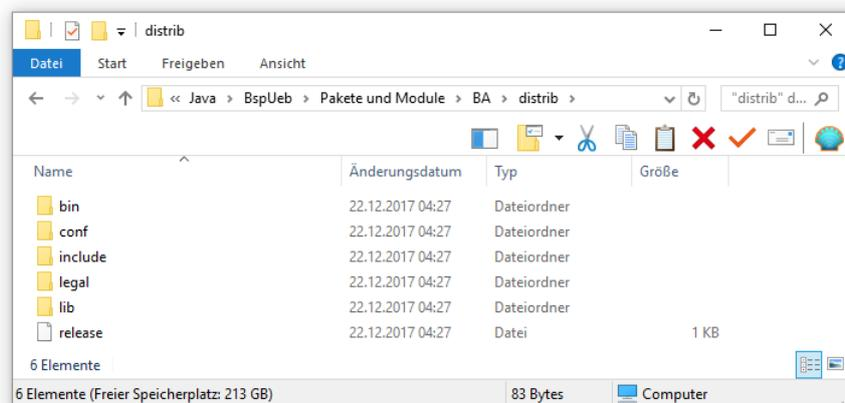 distrib
Datei Start Freigeben Ansicht
« Java > BspUeb > Pakete und Module > BA > distrib > "distrib" d...
Name Änderungsdatum Typ Größe
bin 22.12.2017 04:27 Dateiordner
conf 22.12.2017 04:27 Dateiordner
include 22.12.2017 04:27 Dateiordner
legal 22.12.2017 04:27 Dateiordner
lib 22.12.2017 04:27 Dateiordner
release 22.12.2017 04:27 Datei 1 KB
6 Elemente
6 Elemente (Freier Speicherplatz: 213 GB) 83 Bytes Computer